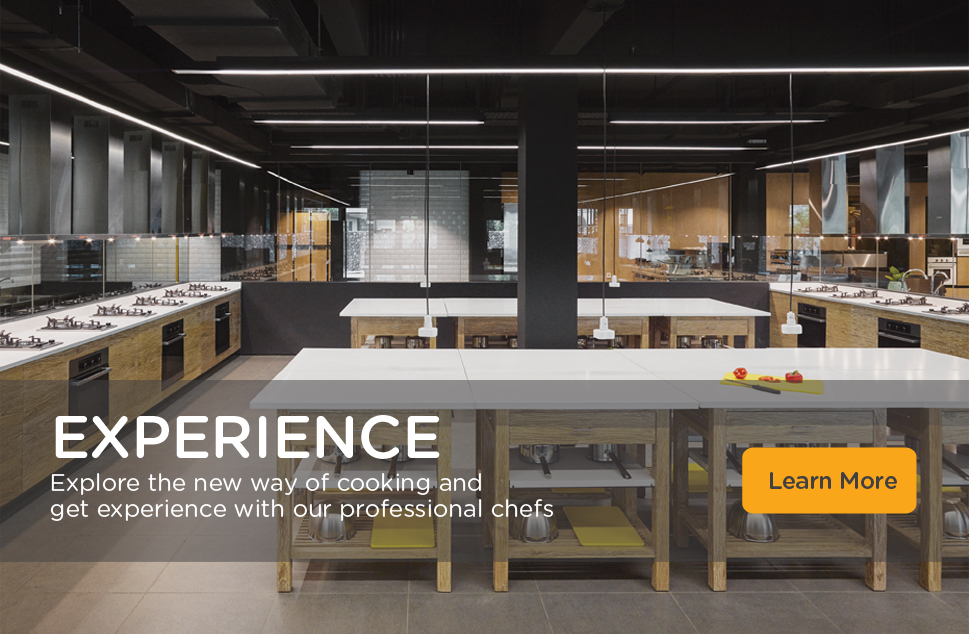 EXPERIENCE
Explore the new way of cooking and
get experience with our professional chefs
Learn More